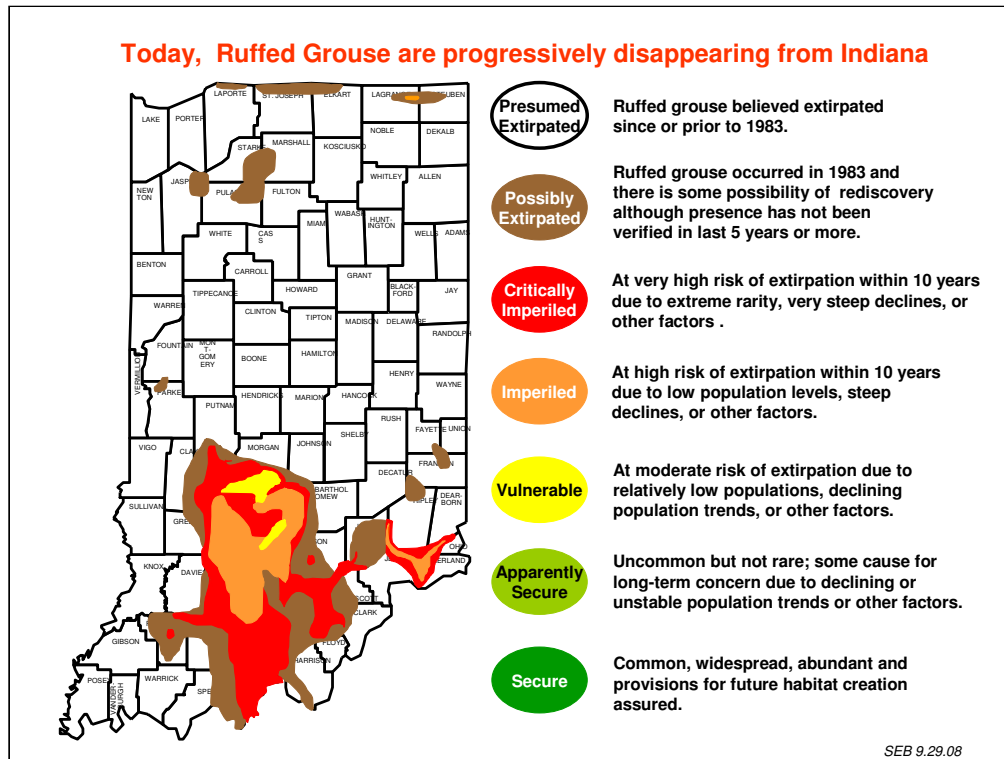 Today, Ruffed Grouse are progressively disappearing from Indiana
Presumed
Extirpated
Ruffed grouse believed extirpated
since or prior to 1983.
Possibly
Extirpated
Ruffed grouse occurred in 1983 and
there is some possibility of rediscovery
although presence has not been
verified in last 5 years or more.
Critically
Imperiled
At very high risk of extirpation within 10 years
due to extreme rarity, very steep declines, or
other factors .
Imperiled
At high risk of extirpation within 10 years
due to low population levels, steep
declines, or other factors.
Vulnerable
At moderate risk of extirpation due to
relatively low populations, declining
population trends, or other factors.
Apparently
Secure
Uncommon but not rare; some cause for
long-term concern due to declining or
unstable population trends or other factors.
Secure
Common, widespread, abundant and
provisions for future habitat creation
assured.
LAPORTE
ST. JOSEPH
ELKART
LAGRAN
EUBEN
LAKE
PORTER
NOBLE
DEKALB
STARKE
MARSHALL
KOSCIUSKO
NEW
TON
JASP
PULA
FULTON
WHITLEY
ALLEN
WHITE
CAS
S
MIAMI
WABASH
HUNT-
INGTON
WELLS
ADAMS
BENTON
CARROLL
GRANT
BLACK-
FORD
JAY
TIPPECANOE
HOWARD
WARREN
CLINTON
TIPTON
MADISON
DELAWARE
RANDOLPH
FOUNTAIN
MON
T-
GOM
ERY
BOONE
HAMILTON
VERMILLIO
PARKE
HENRY
WAYNE
PUTNAM
HENDRICKS
MARION
HANCOCK
RUSH
FAYETTE
UNION
SHELBY
VIGO
CLA
MORGAN
JOHNSON
DECATUR
FRANKLIN
SULLIVAN
GRE
BARTHOL
OMEW
RIPLEY
DEAR-
BORN
SON
OHIO
ERLAND
KNOX
DAVIE
SCOTT
CLARK
GIBSON
FLOYD
HARRISON
POSEY
VANDER-
BURGH
WARRICK
SPE
SEB 9.29.08